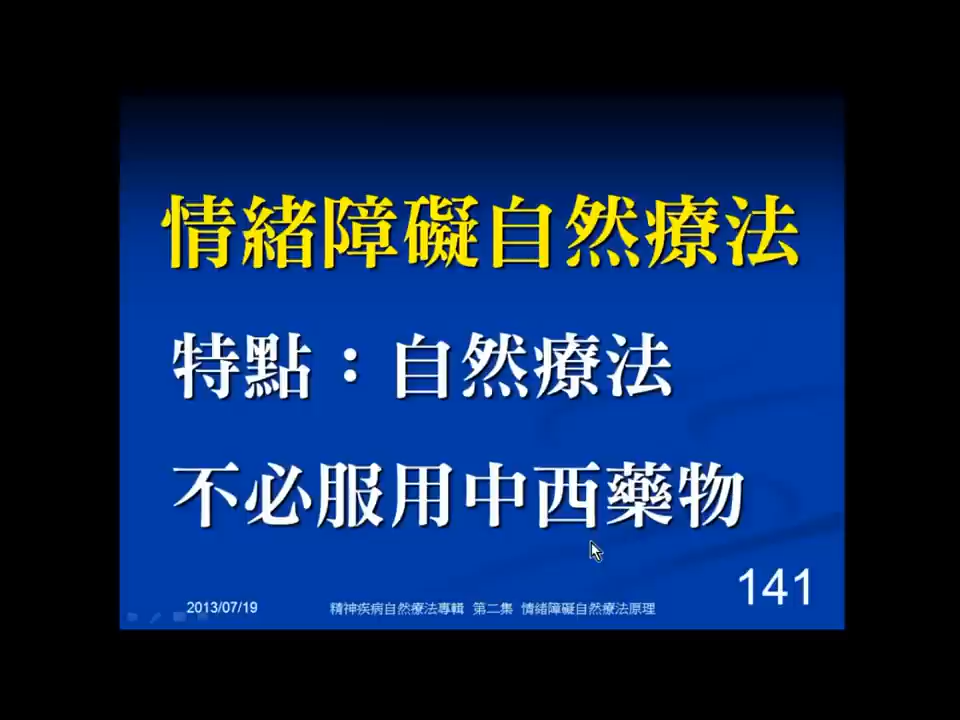 情緒障礙自然療法
特點：自然療法
不必服用中西藥物
141
2013/07/19 精神疾病自然療法專輯 第二集 情緒障礙自然療法原理